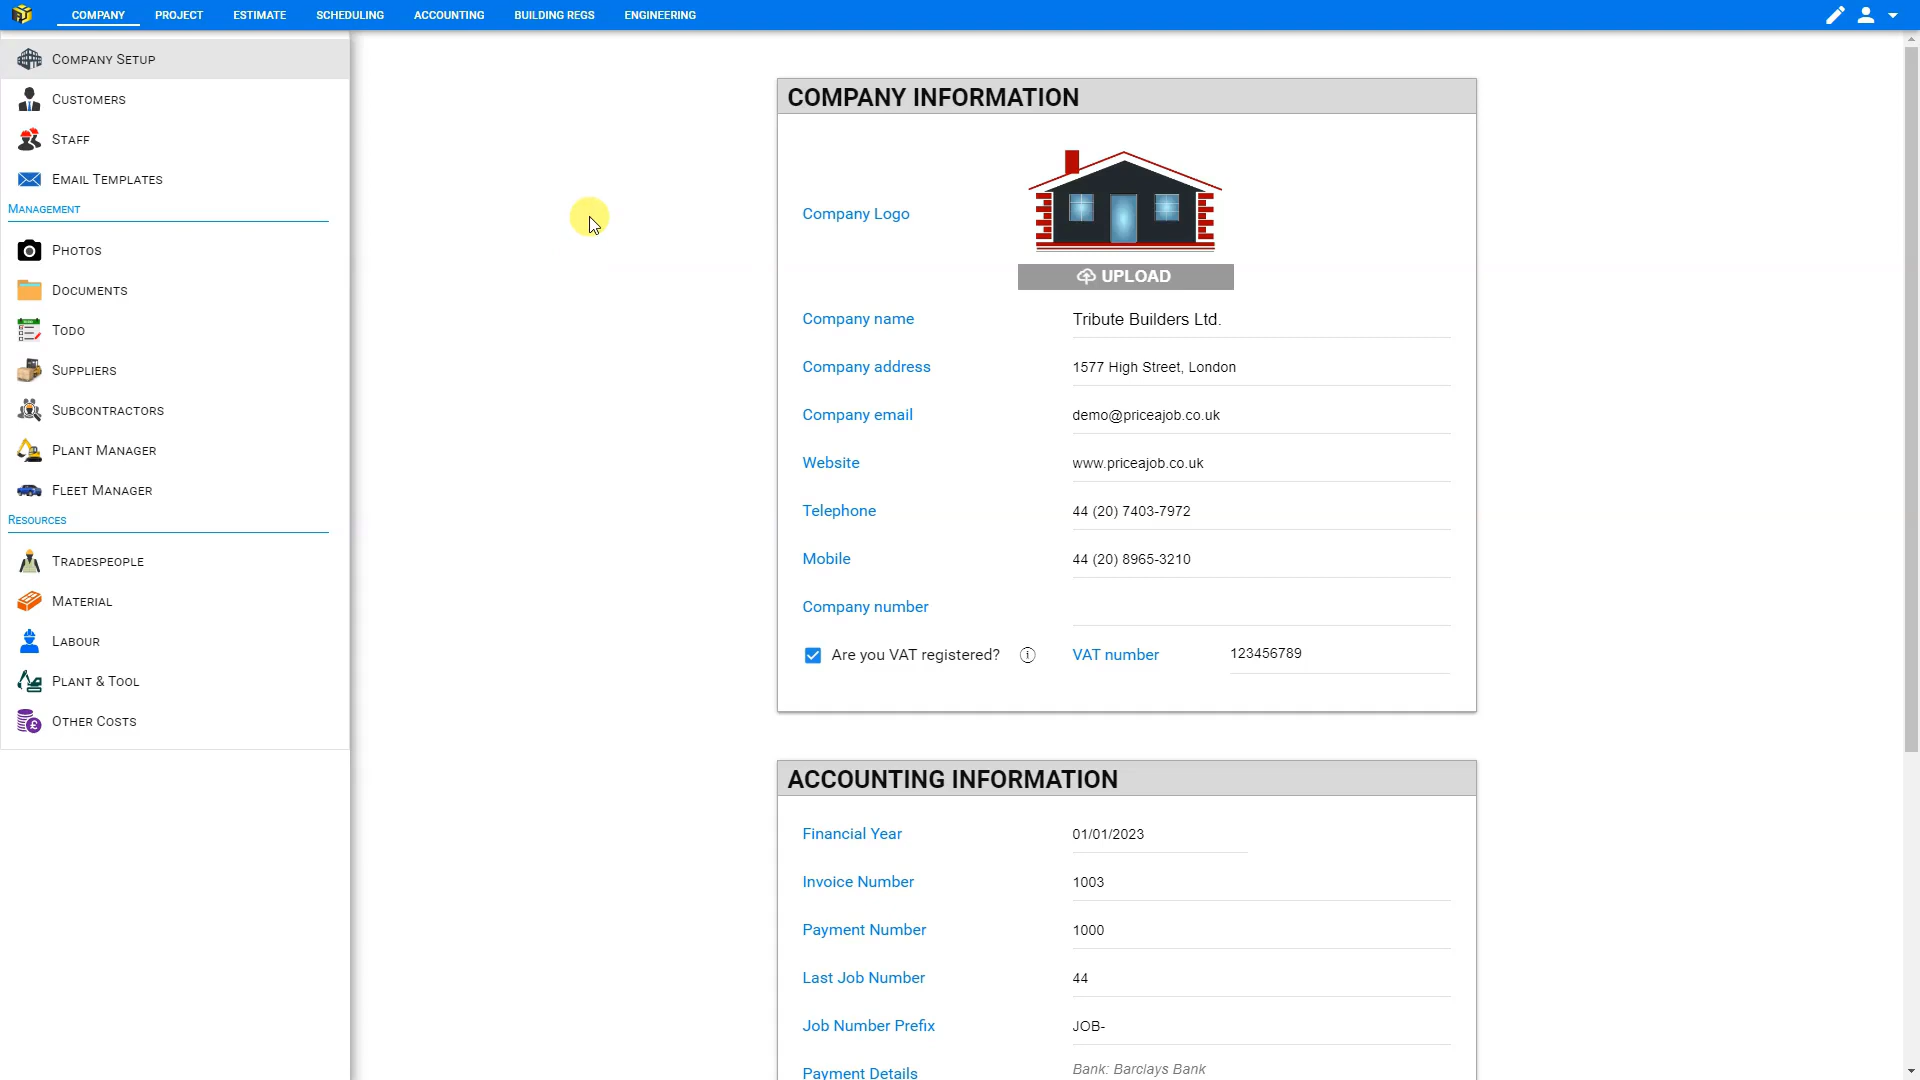 COMPANY PROJECT ESTIMATE SCHEDULING ACCOUNTING BUILDING REGS ENGINEERING
COMPANY SETUP
CUSTOMERS
STAFF
EMAIL TEMPLATES
MANAGEMENT
PHOTOS
DOCUMENTS
TODO
SUPPLIERS
SUBCONTRACTORS
PLANT MANAGER
FLEET MANAGER
RESOURCES
TRADESPEOPLE
MATERIAL
LABOUR
PLANT & TOOL
OTHER COSTS
COMPANY INFORMATION
Company Logo
UPLOAD
Company name Tribute Builders Ltd.
Company address 1577 High Street, London
Company email demo@priceajob.co.uk
Website www.priceajob.co.uk
Telephone 44 (20) 7403-7972
Mobile 44 (20) 8965-3210
Company number
Are you VAT registered? VAT number 123456789
ACCOUNTING INFORMATION
Financial Year 01/01/2023
Invoice Number 1003
Payment Number 1000
Last Job Number 44
Job Number Prefix JOB-
Payment Details Bank: Barclays Bank